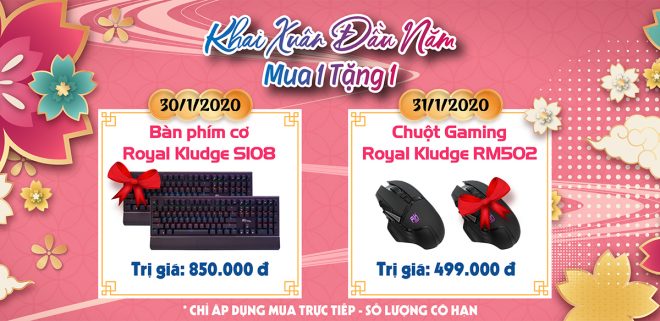 Khai Xuân Đầu Năm
Mua 1 Tặng 1
30/1/2020
Bàn phím cơ
Royal Kludge S108
Trị giá: 850.000 đ
31/1/2020
Chuột Gaming
Royal Kludge RM502
Trị giá: 499.000 đ
* CHỈ ÁP DỤNG MUA TRỰC TIẾP - SỐ LƯỢNG CÓ HẠN